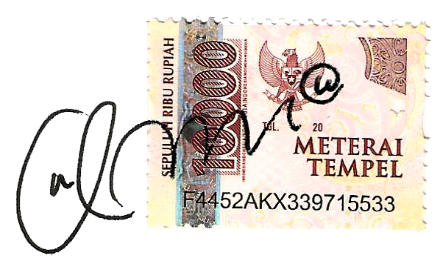 SEPULUH RIBU RUPIAH
10000
TGL. 20
METERAI
TEMPEL
F4452AKX339715533